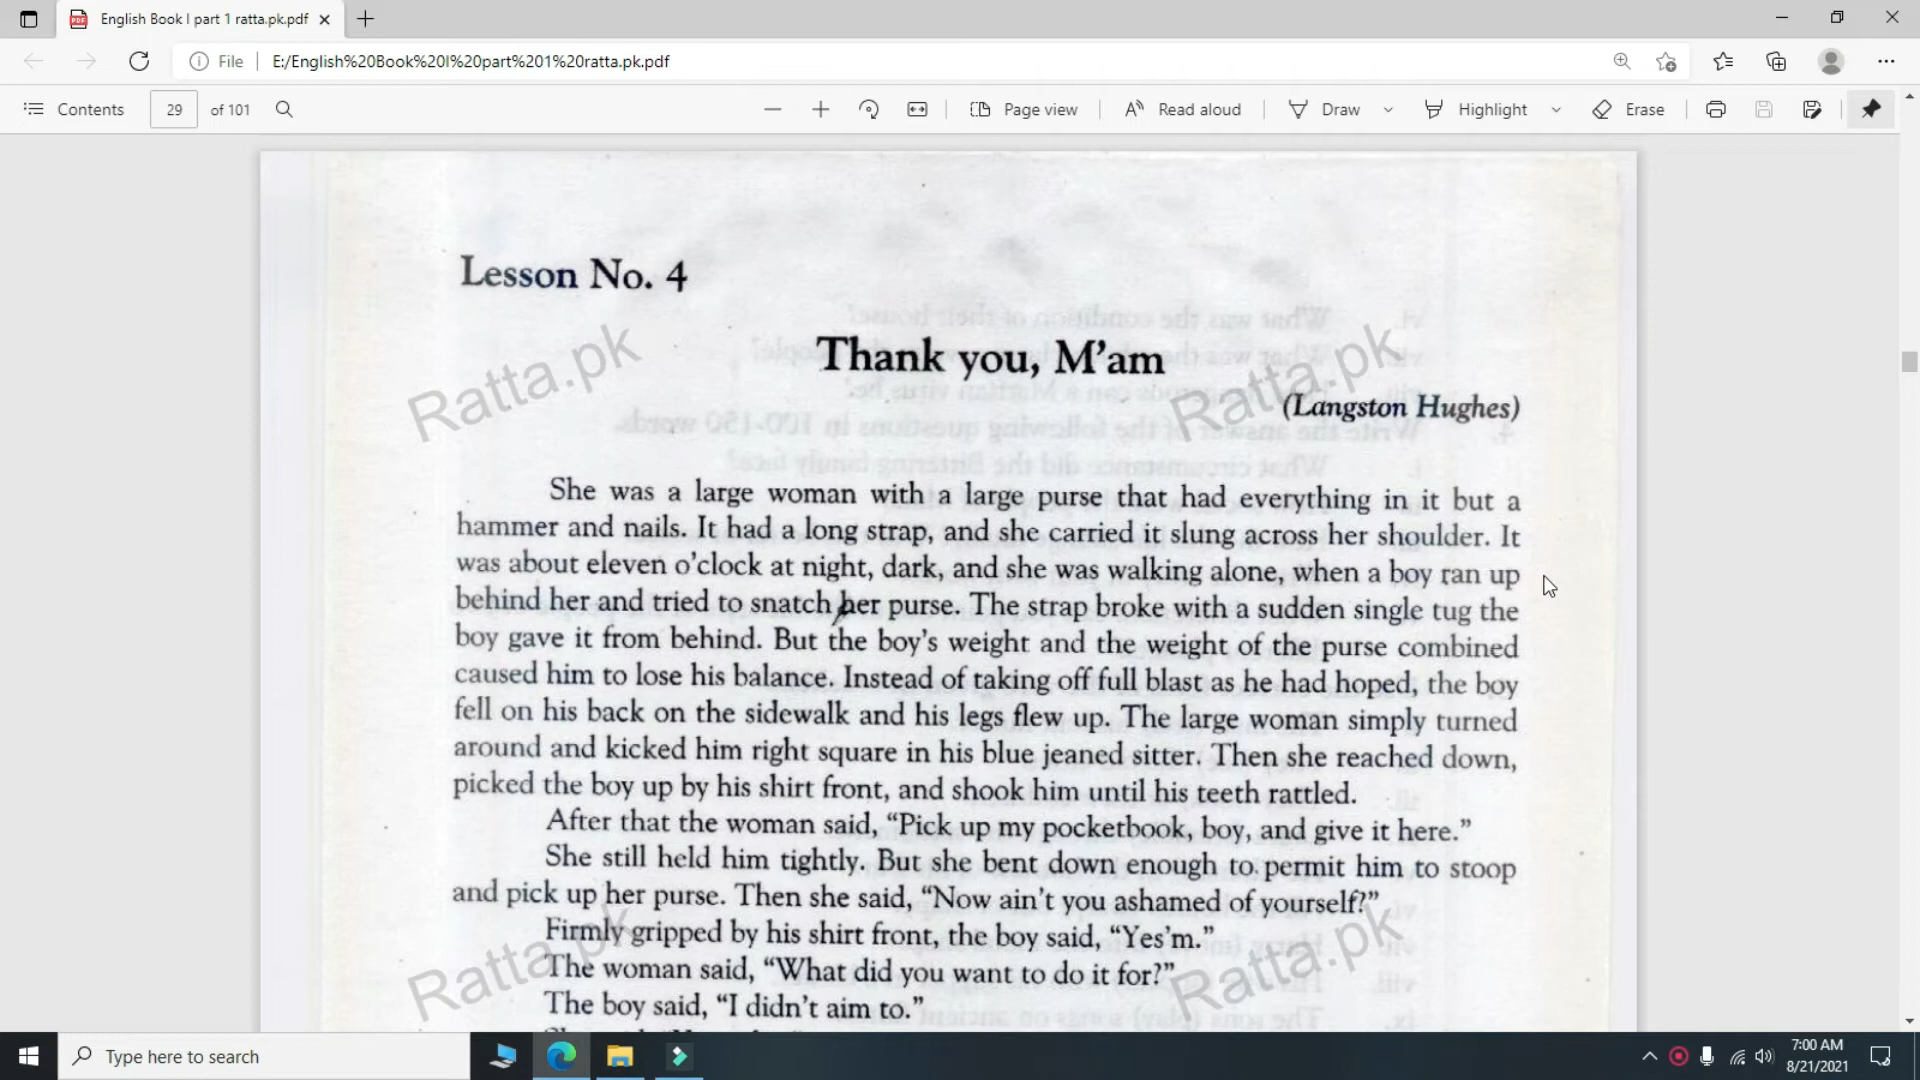 English Book I part 1 ratta.pk.pdf
File
E:/English%20Book%20I%20part%201%20ratta.pk.pdf
Contents
29
of 101
Page view
Read aloud
Draw
Highlight
Erase
Lesson No. 4
Thank you, M’am
Ratta.pk
Ratta.pk
(Langston Hughes)
She was a large woman with a large purse that had everything in it but a
hammer and nails. It had a long strap, and she carried it slung across her shoulder. It
was about eleven o’clock at night, dark, and she was walking alone, when a boy ran up
behind her and tried to snatch her purse. The strap broke with a sudden single tug the
boy gave it from behind. But the boy’s weight and the weight of the purse combined
caused him to lose his balance. Instead of taking off full blast as he had hoped, the boy
fell on his back on the sidewalk and his legs flew up. The large woman simply turned
around and kicked him right square in his blue jeaned sitter. Then she reached down,
picked the boy up by his shirt front, and shook him until his teeth rattled.
After that the woman said, “Pick up my pocketbook, boy, and give it here.”
She still held him tightly. But she bent down enough to permit him to stoop
and pick up her purse. Then she said, “Now ain’t you ashamed of yourself?”
Firmly gripped by his shirt front, the boy said, “Yes’m.”
The woman said, “What did you want to do it for?”
The boy said, “I didn’t aim to.”
Ratta.pk
Ratta.pk
Type here to search
7:00 AM
8/21/2021